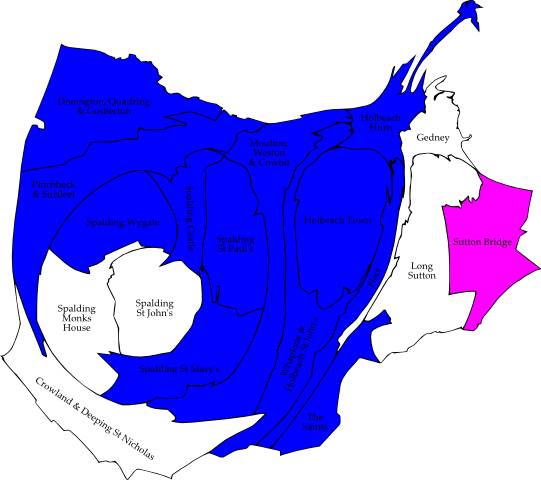 Donington, Quadring
& Gosberton
Holbeach
Hurn
Gedney
Moulton,
Weston
& Cowbit
Pinchbeck
& Surfleet
Spalding Castle
Spalding Wygate
Holbeach Town
Spalding
St Paul's
Sutton Bridge
Fleet
Long
Sutton
Spalding
Monks
House
Spalding
St John's
Whaplode &
Holbeach St John's
Spalding St Mary's
Crowland & Deeping St Nicholas
The
Saints